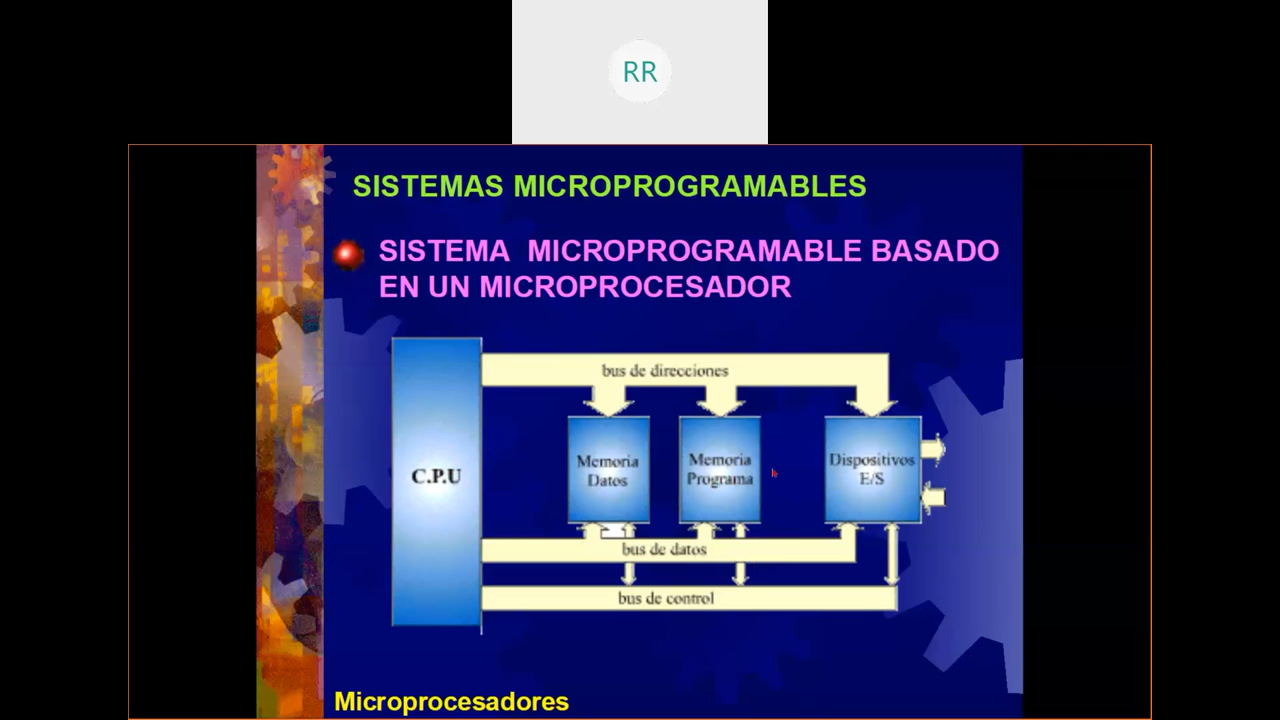 RR
SISTEMAS MICROPROGRAMABLES
SISTEMA MICROPROGRAMABLE BASADO
EN UN MICROPROCESADOR
bus de direcciones
C.P.U
Memoria
Datos
Memoria
Programa
Dispositivos
E/S
bus de datos
bus de control
Microprocesadores